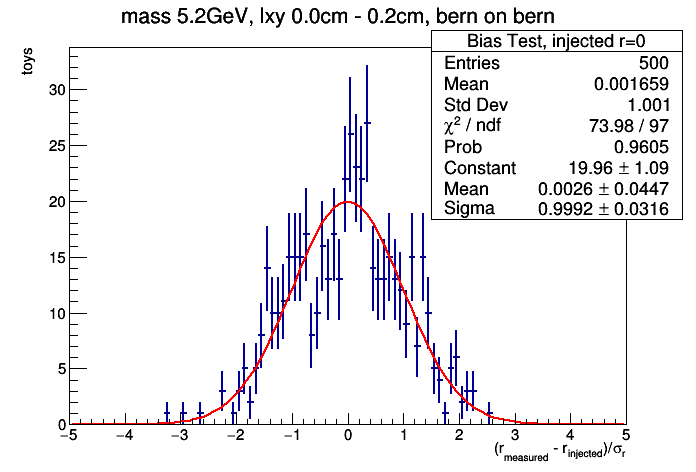 mass 5.2GeV, lxy 0.0cm - 0.2cm, bern on bern
Bias Test, injected r=0
Entries 500
Mean 0.001659
Std Dev 1.001
χ² / ndf 73.98 / 97
Prob 0.9605
Constant 19.96 ± 1.09
Mean 0.0026 ± 0.0447
Sigma 0.9992 ± 0.0316
toys
30
25
20
15
10
5
0
−5 −4 −3 −2 −1 0 1 2 3 4 5
(r_measured - r_injected)/σ_r